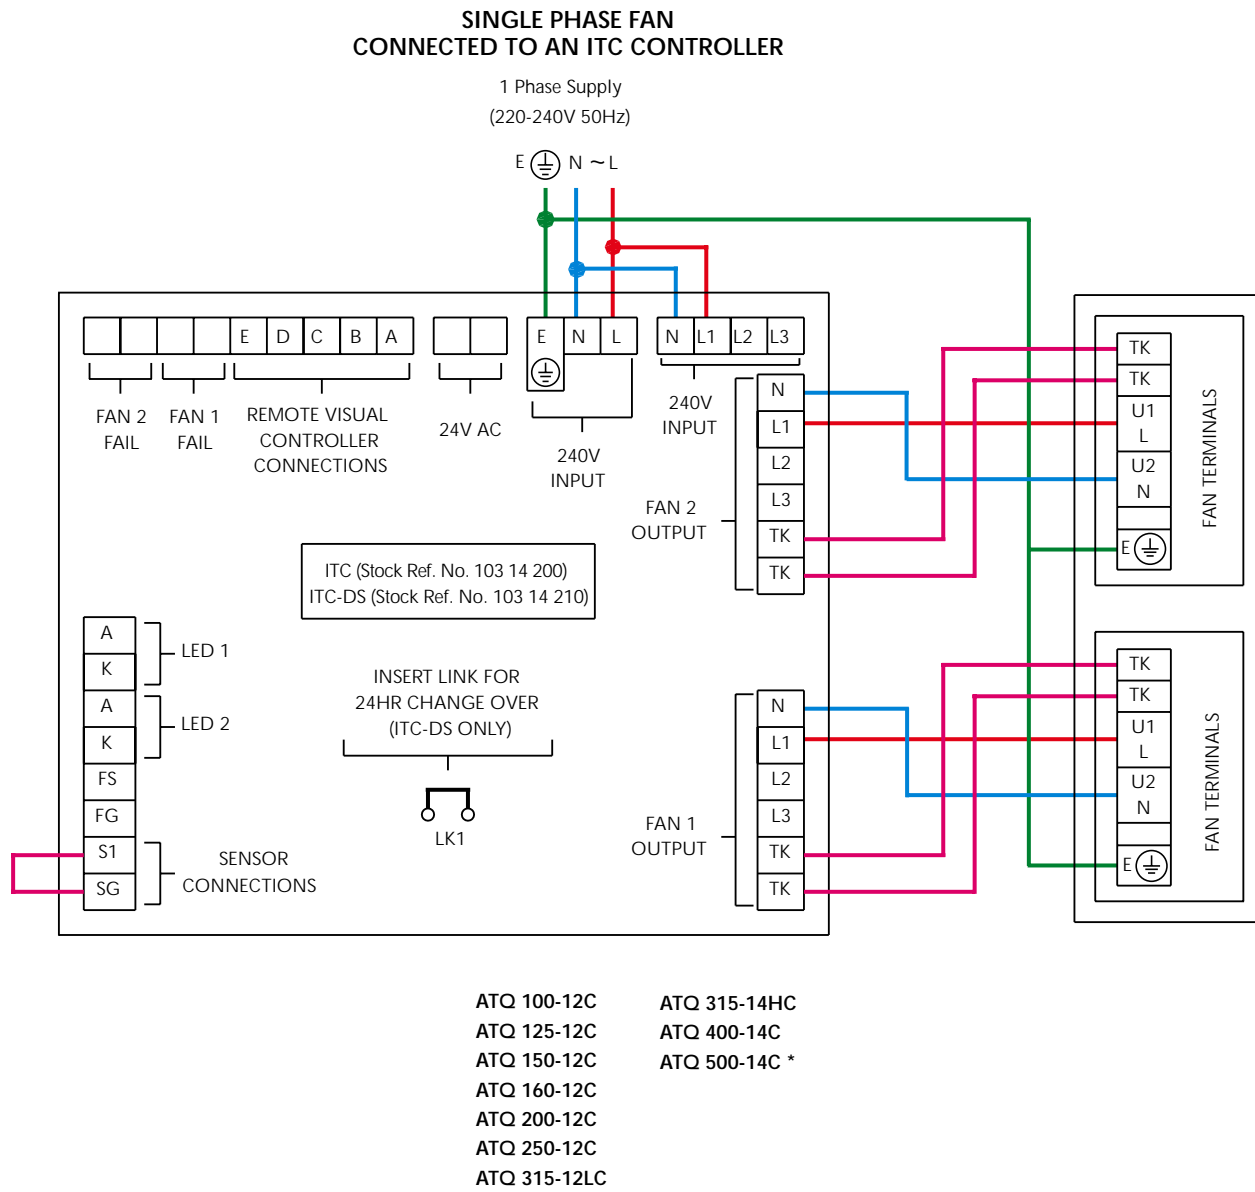 SINGLE PHASE FAN
CONNECTED TO AN ITC CONTROLLER
1 Phase Supply
(220-240V 50Hz)
E N ~ L
E D C B A
E N L
N L1 L2 L3
FAN 2
FAIL
FAN 1
FAIL
REMOTE VISUAL
CONTROLLER
CONNECTIONS
24V AC
240V
INPUT
240V
INPUT
N
L1
L2
L3
TK
TK
FAN 2
OUTPUT
TK
TK
U1
L
U2
N
E
FAN TERMINALS
ITC (Stock Ref. No. 103 14 200)
ITC-DS (Stock Ref. No. 103 14 210)
A
K
LED 1
A
K
LED 2
FS
FG
S1
SG
SENSOR
CONNECTIONS
INSERT LINK FOR
24HR CHANGE OVER
(ITC-DS ONLY)
LK1
N
L1
L2
L3
TK
TK
FAN 1
OUTPUT
TK
TK
U1
L
U2
N
E
FAN TERMINALS
ATQ 100-12C
ATQ 125-12C
ATQ 150-12C
ATQ 160-12C
ATQ 200-12C
ATQ 250-12C
ATQ 315-12LC
ATQ 315-14HC
ATQ 400-14C
ATQ 500-14C *